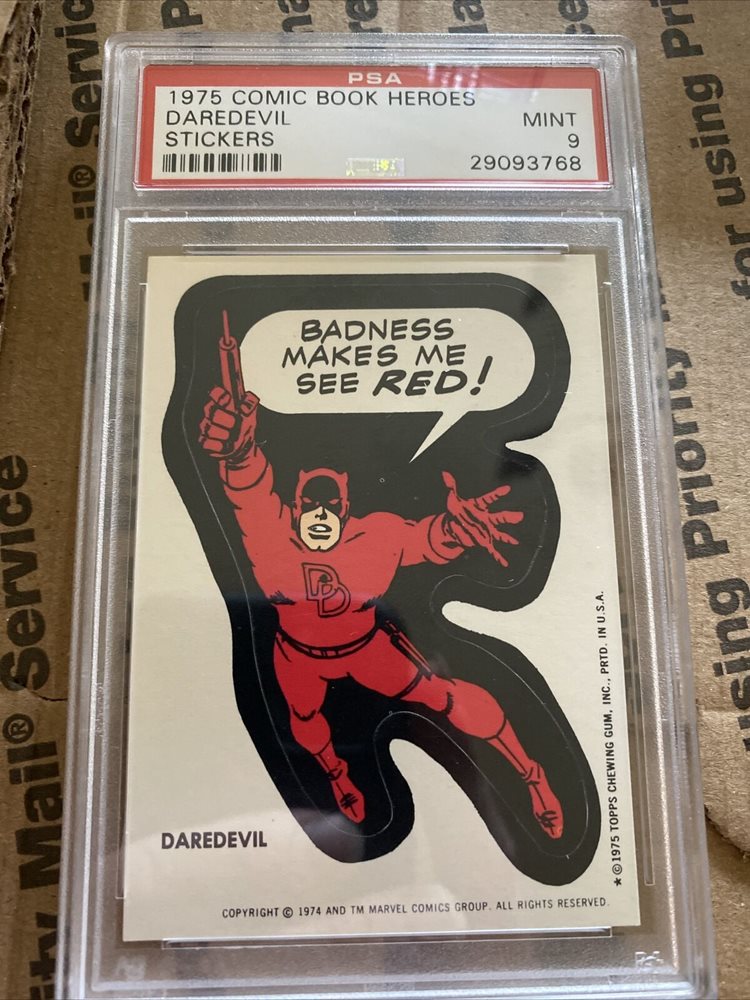 PSA
1975 COMIC BOOK HEROES
DAREDEVIL
MINT
STICKERS
9
29093768
BADNESS
MAKES ME
SEE RED!
DD
DAREDEVIL
★ © 1975 TOPPS CHEWING GUM, INC., PRTD. IN U.S.A.
COPYRIGHT © 1974 AND TM MARVEL COMICS GROUP. ALL RIGHTS RESERVED.
Mail® Service
Service
for using Pri
using Priority